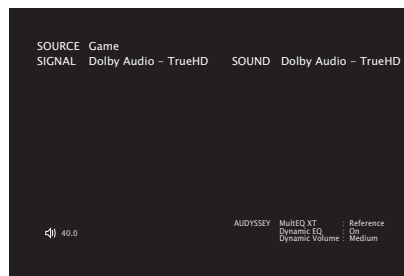 SOURCE Game
SIGNAL Dolby Audio – TrueHD SOUND Dolby Audio – TrueHD
AUDYSSEY MultEQ XT : Reference
Dynamic EQ : On
Dynamic Volume : Medium
40.0